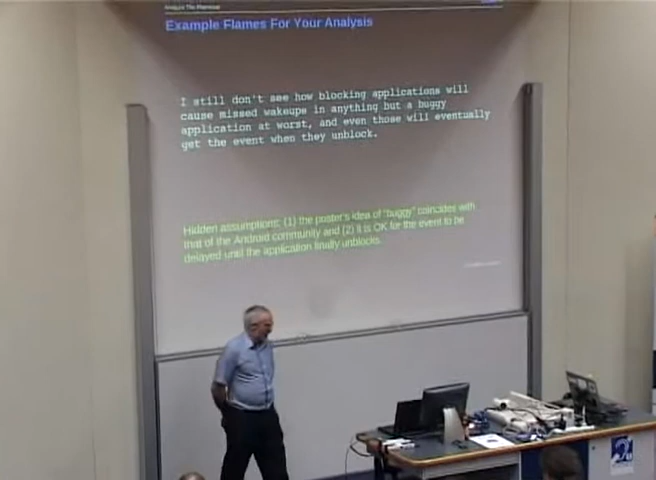 Analyze The Flamewar
Example Flames For Your Analysis
I still don't see how blocking applications will
cause missed wakeups in anything but a buggy
application at worst, and even those will eventually
get the event when they unblock.
Hidden assumptions: (1) the poster's idea of "buggy" coincides with
that of the Android community and (2) it is OK for the event to be
delayed until the application finally unblocks.